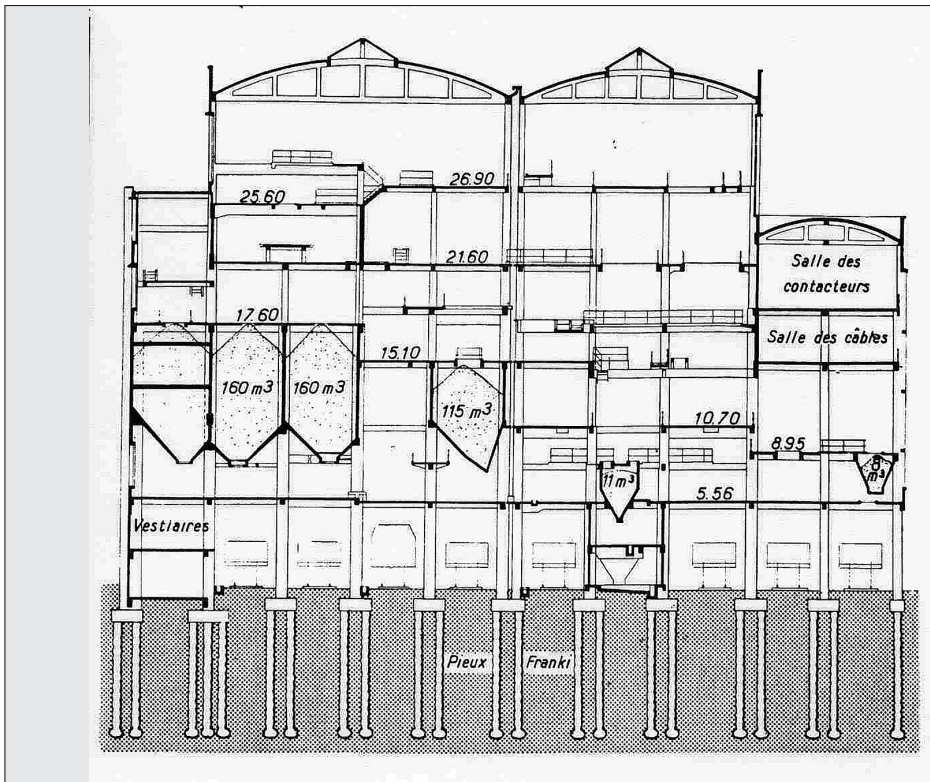 26.90
25.60
21.60
Salle des
contacteurs
17.60
Salle des câbles
15.10
160 m3
160 m3
115 m3
10.70
8.95
8
m3
11 m3
5.56
Vestiaires
Pieux
Franki